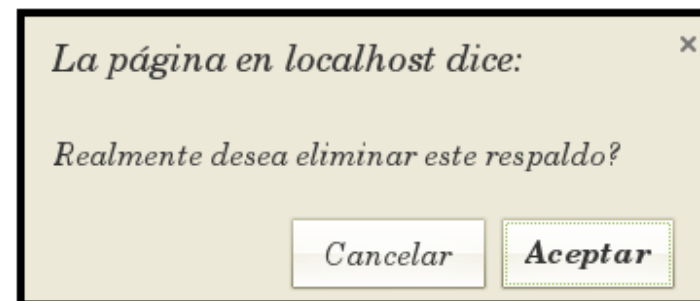 La página en localhost dice:
Realmente desea eliminar este respaldo?
Cancelar Aceptar